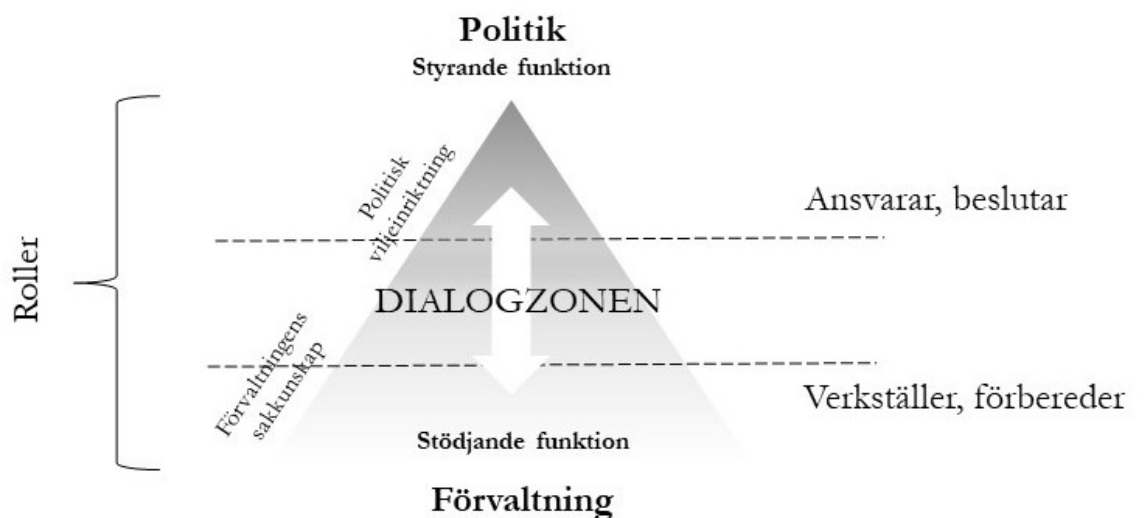 Politik
Styrande funktion
Roller
Politisk
viljeinriktning
Ansvarar, beslutar
DIALOGZONEN
Förvaltningens
sakkunskap
Verkställer, förbereder
Stödjande funktion
Förvaltning